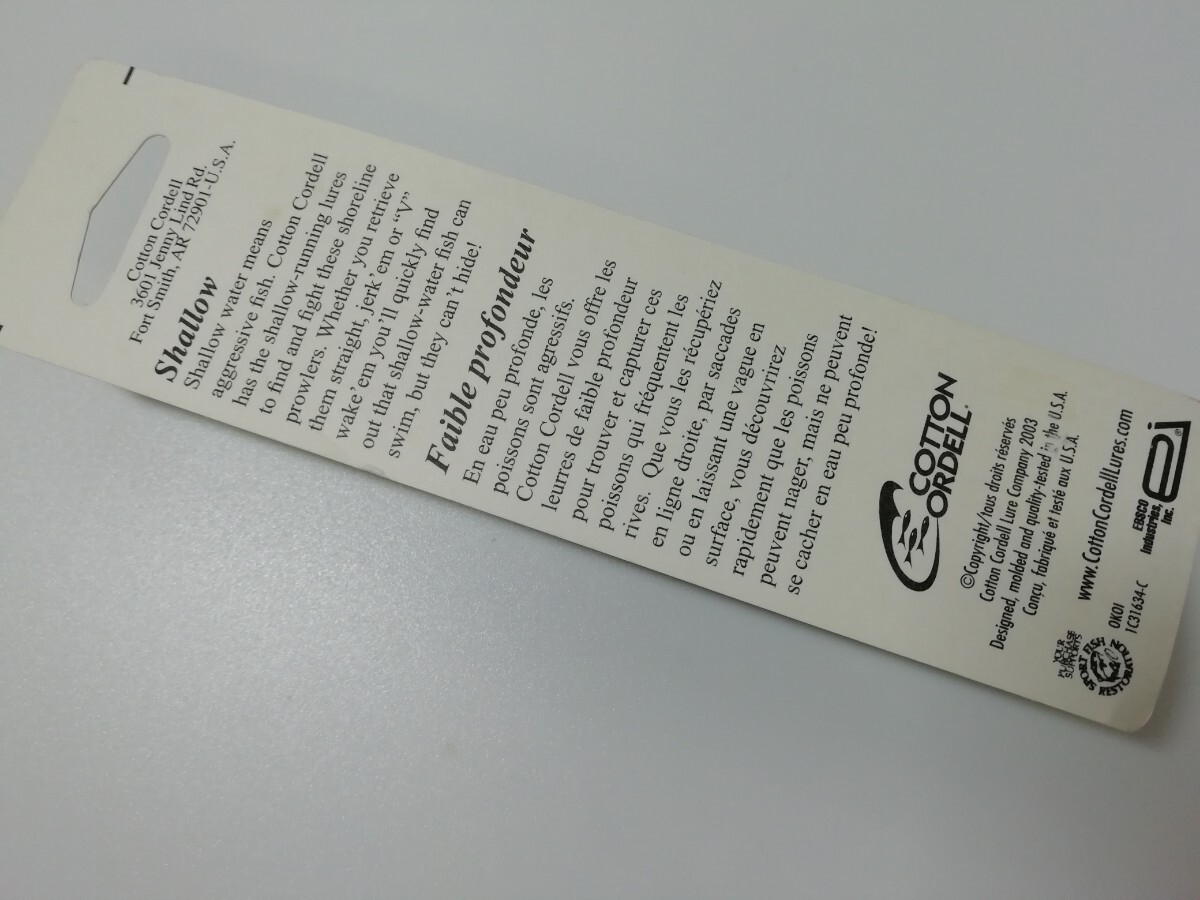 Cotton Cordell
3601 Jenny Lind Rd.
Fort Smith, AR 72901-U.S.A.
Shallow
Shallow water means
aggressive fish. Cotton Cordell
has the shallow-running lures
to find and fight these shoreline
prowlers. Whether you retrieve
them straight, jerk'em or “V”
wake'em you'll quickly find
out that shallow-water fish can
swim, but they can't hide!
Faible profondeur
En eau peu profonde, les
poissons sont agressifs.
Cotton Cordell vous offre les
leurres de faible profondeur
pour trouver et capturer ces
poissons qui fréquentent les
rives. Que vous les récupériez
en ligne droite, par saccades
ou en laissant une vague en
surface, vous découvrirez
rapidement que les poissons
peuvent nager, mais ne peuvent
se cacher en eau peu profonde!
COTTON
CORDELL®
©Copyright/tous droits réservés
Cotton Cordell Lure Company 2003
Designed, molded and quality-tested in the U.S.A.
Conçu, fabriqué et testé aux U.S.A.
www.CottonCordellLures.com
YOUR
PURCHASE
SUPPORTS
SPORT FISH
RESTORATION
OK01
1C31634-C
EBSCO
Industries,
Inc.
ei®